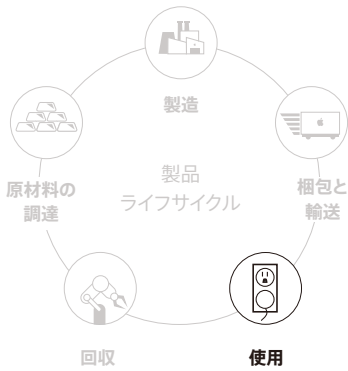 製造
原材料の
調達
製品
ライフサイクル
梱包と
輸送
回収
使用